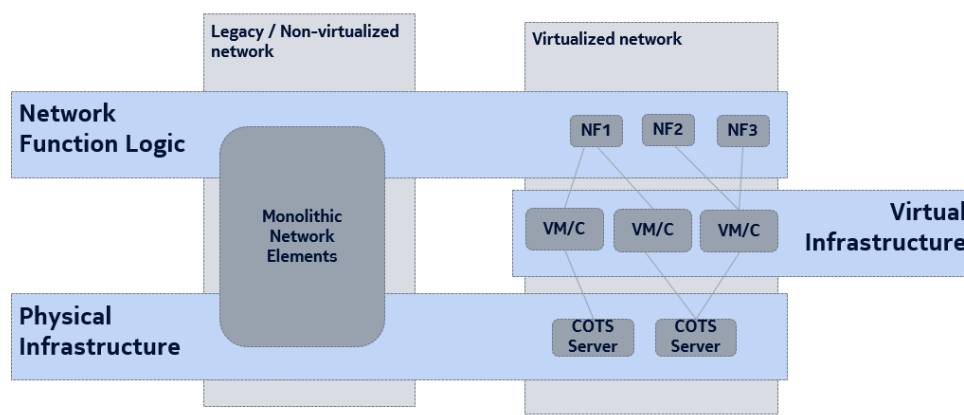 Legacy / Non-virtualized
network
Virtualized network
Network
Function Logic
NF1
NF2
NF3
Monolithic
Network
Elements
VM/C
VM/C
VM/C
Virtual
Infrastructure
Physical
Infrastructure
COTS
Server
COTS
Server